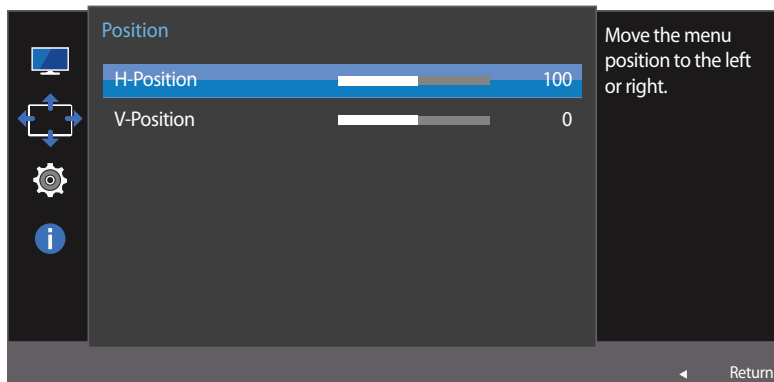 Position
H-Position 100
V-Position 0
Move the menu
position to the left
or right.
Return